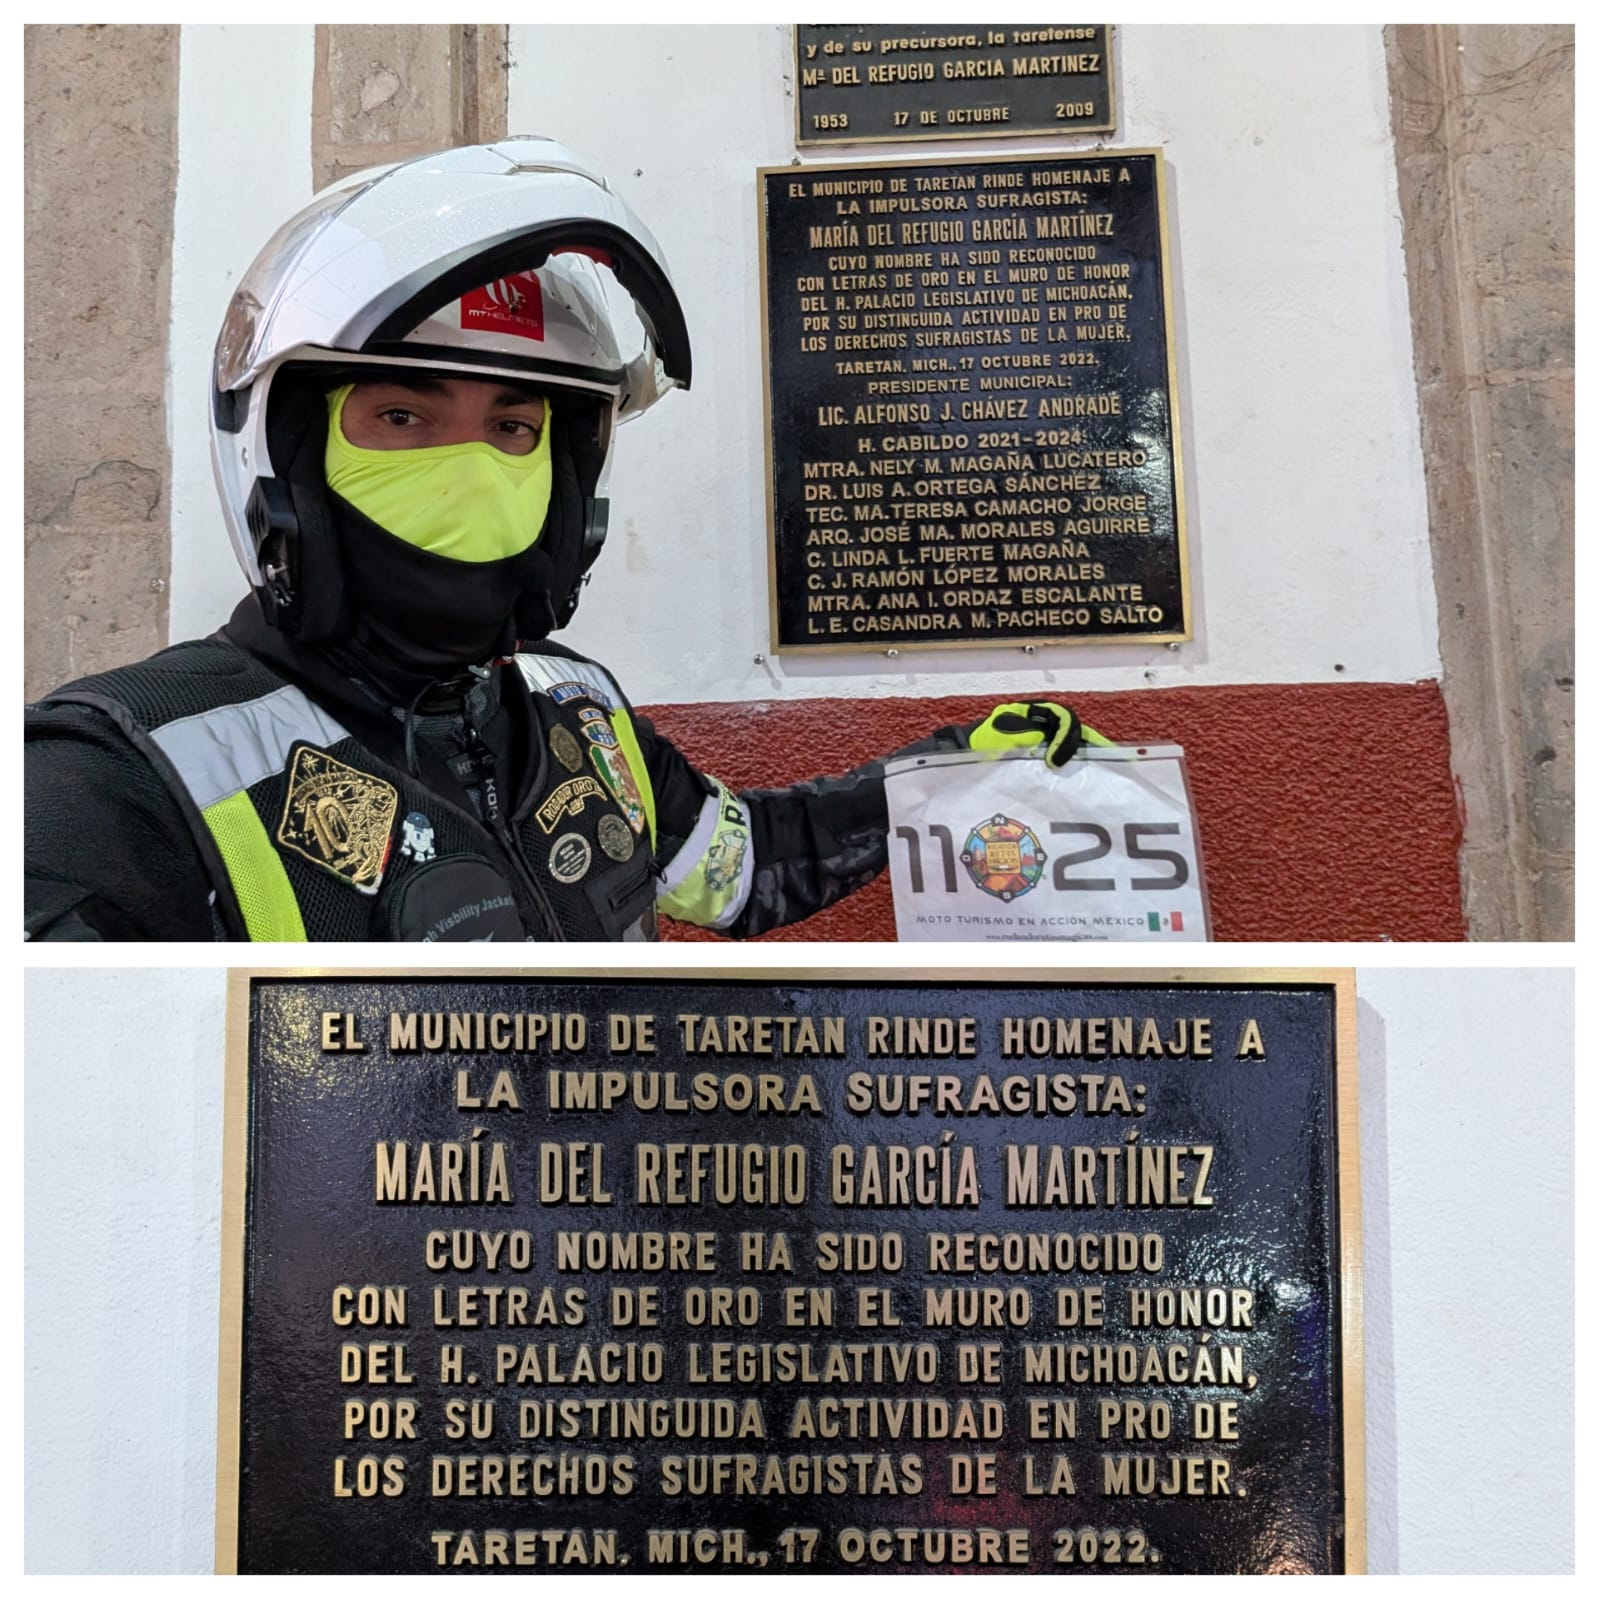 y de su precursora, la taretense
Mª DEL REFUGIO GARCIA MARTINEZ
1953 17 DE OCTUBRE 2009
EL MUNICIPIO DE TARETAN RINDE HOMENAJE A
LA IMPULSORA SUFRAGISTA:
MARÍA DEL REFUGIO GARCÍA MARTÍNEZ
CUYO NOMBRE HA SIDO RECONOCIDO
CON LETRAS DE ORO EN EL MURO DE HONOR
DEL H. PALACIO LEGISLATIVO DE MICHOACÁN,
POR SU DISTINGUIDA ACTIVIDAD EN PRO DE
LOS DERECHOS SUFRAGISTAS DE LA MUJER.
TARETAN, MICH., 17 OCTUBRE 2022.
PRESIDENTE MUNICIPAL:
LIC. ALFONSO J. CHÁVEZ ANDRADE
H. CABILDO 2021-2024:
MTRA. NELY M. MAGAÑA LUCATERO
DR. LUIS A. ORTEGA SÁNCHEZ
TEC. MA. TERESA CAMACHO JORGE
ARQ. JOSÉ MA. MORALES AGUIRRE
C. LINDA L. FUERTE MAGAÑA
C. J. RAMÓN LÓPEZ MORALES
MTRA. ANA I. ORDAZ ESCALANTE
L. E. CASANDRA M. PACHECO SALTO
MT HELMETS
RODADOR ORO
Visbility Jacket
11 25
N
MOTO TURISMO EN ACCIÓN MÉXICO
EL MUNICIPIO DE TARETAN RINDE HOMENAJE A
LA IMPULSORA SUFRAGISTA:
MARÍA DEL REFUGIO GARCÍA MARTÍNEZ
CUYO NOMBRE HA SIDO RECONOCIDO
CON LETRAS DE ORO EN EL MURO DE HONOR
DEL H. PALACIO LEGISLATIVO DE MICHOACÁN,
POR SU DISTINGUIDA ACTIVIDAD EN PRO DE
LOS DERECHOS SUFRAGISTAS DE LA MUJER.
TARETAN, MICH., 17 OCTUBRE 2022.